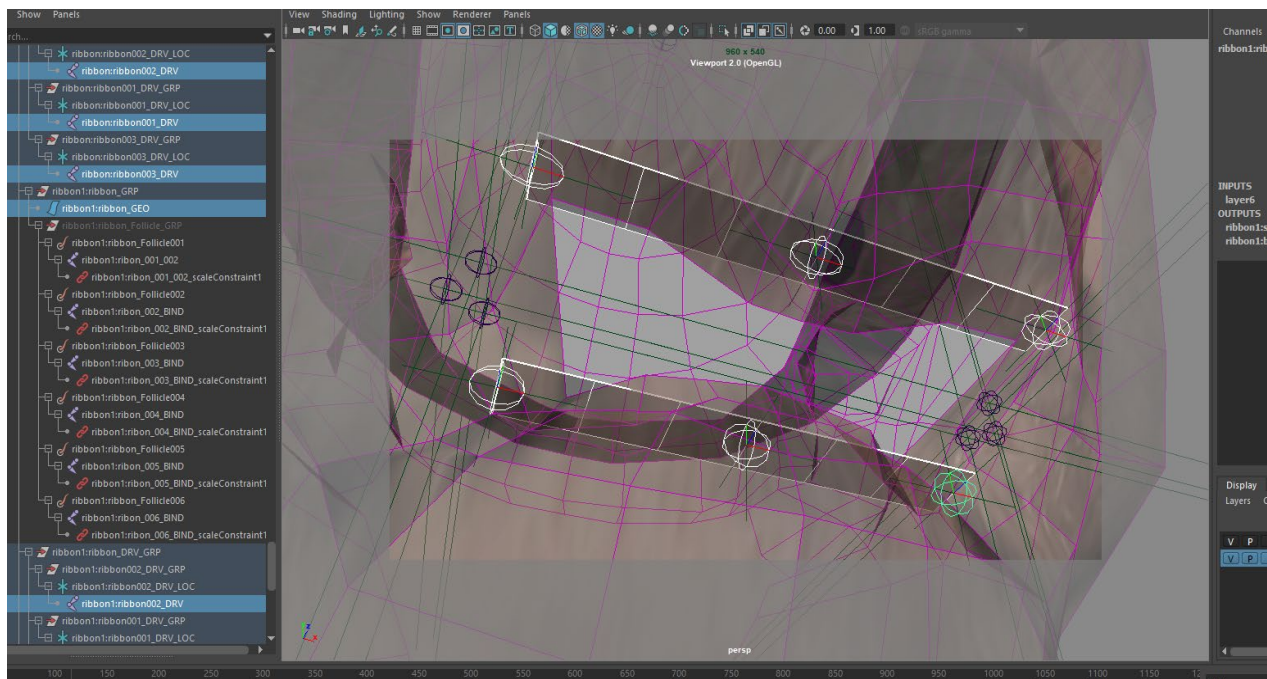 Show Panels
View Shading Lighting Show Renderer Panels
0.00
1.00
sRGB gamma
Channels
ribbon1:rib
960 x 540
Viewport 2.0 (OpenGL)
ribbon:ribbon002_DRV_LOC
ribbon:ribbon002_DRV
ribbon:ribbon001_DRV_GRP
ribbon:ribbon001_DRV_LOC
ribbon:ribbon001_DRV
ribbon:ribbon003_DRV_GRP
ribbon:ribbon003_DRV_LOC
ribbon:ribbon003_DRV
ribbon1:ribbon_GRP
ribbon1:ribbon_GEO
ribbon1:ribbon_Follicle_GRP
ribbon1:ribbon_Follicle001
ribbon1:ribon_001_002
ribbon1:ribon_001_002_scaleConstraint1
ribbon1:ribbon_Follicle002
ribbon1:ribon_002_BIND
ribbon1:ribon_002_BIND_scaleConstraint1
ribbon1:ribbon_Follicle003
ribbon1:ribon_003_BIND
ribbon1:ribon_003_BIND_scaleConstraint1
ribbon1:ribbon_Follicle004
ribbon1:ribon_004_BIND
ribbon1:ribon_004_BIND_scaleConstraint1
ribbon1:ribbon_Follicle005
ribbon1:ribon_005_BIND
ribbon1:ribon_005_BIND_scaleConstraint1
ribbon1:ribbon_Follicle006
ribbon1:ribon_006_BIND
ribbon1:ribon_006_BIND_scaleConstraint1
ribbon1:ribbon_DRV_GRP
ribbon1:ribbon002_DRV_GRP
ribbon1:ribbon002_DRV_LOC
ribbon1:ribbon002_DRV
ribbon1:ribbon001_DRV_GRP
ribbon1:ribbon001_DRV_LOC
INPUTS
layer6
OUTPUTS
ribbon1:s
ribbon1:b
Display
Layers
V P
V P
persp
z
x
100 150 200 250 300 350 400 450 500 550 600 650 700 750 800 850 900 950 1000 1050 1100 1150